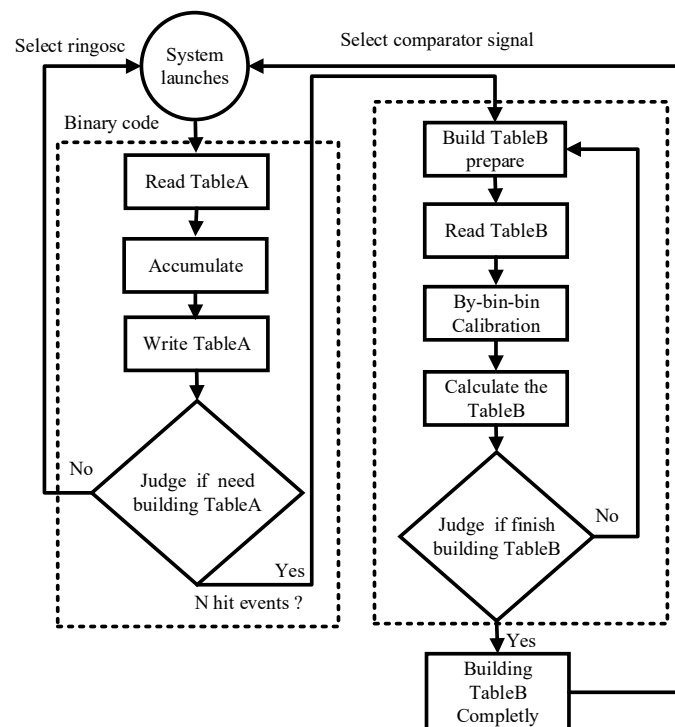 Select ringosc
System
launches
Select comparator signal
Binary code
Read TableA
Accumulate
Write TableA
No
Judge if need
building TableA
Yes
N hit events ?
Build TableB
prepare
Read TableB
By-bin-bin
Calibration
Calculate the
TableB
Judge if finish
building TableB
No
Yes
Building
TableB
Completly